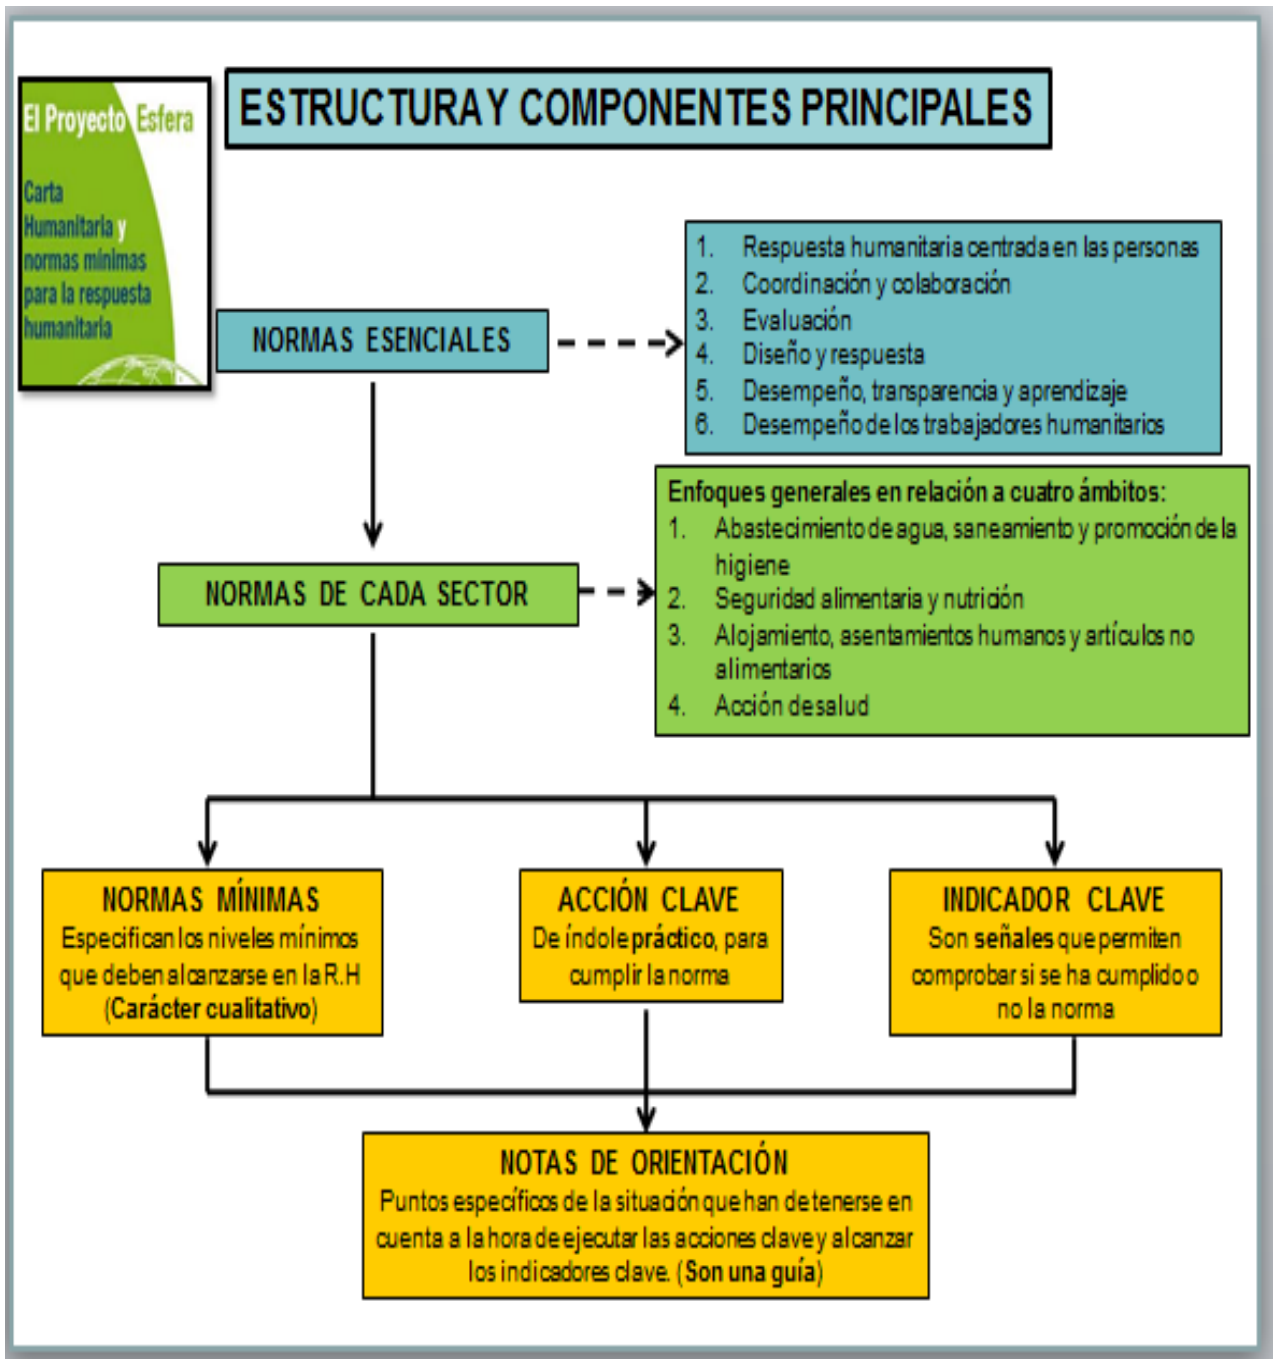 El Proyecto Esfera
Carta
Humanitaria y
normas mínimas
para la respuesta
humanitaria
ESTRUCTURA Y COMPONENTES PRINCIPALES
NORMAS ESENCIALES
1. Respuesta humanitaria centrada en las personas
2. Coordinación y colaboración
3. Evaluación
4. Diseño y respuesta
5. Desempeño, transparencia y aprendizaje
6. Desempeño de los trabajadores humanitarios
NORMAS DE CADA SECTOR
Enfoques generales en relación a cuatro ámbitos:
1. Abastecimiento de agua, saneamiento y promoción de la
higiene
2. Seguridad alimentaria y nutrición
3. Alojamiento, asentamientos humanos y artículos no
alimentarios
4. Acción de salud
NORMAS MÍNIMAS
Especifican los niveles mínimos
que deben alcanzarse en la R.H
(Carácter cualitativo)
ACCIÓN CLAVE
De índole práctico, para
cumplir la norma
INDICADOR CLAVE
Son señales que permiten
comprobar si se ha cumplido o
no la norma
NOTAS DE ORIENTACIÓN
Puntos específicos de la situación que han de tenerse en
cuenta a la hora de ejecutar las acciones clave y alcanzar
los indicadores clave. (Son una guía)